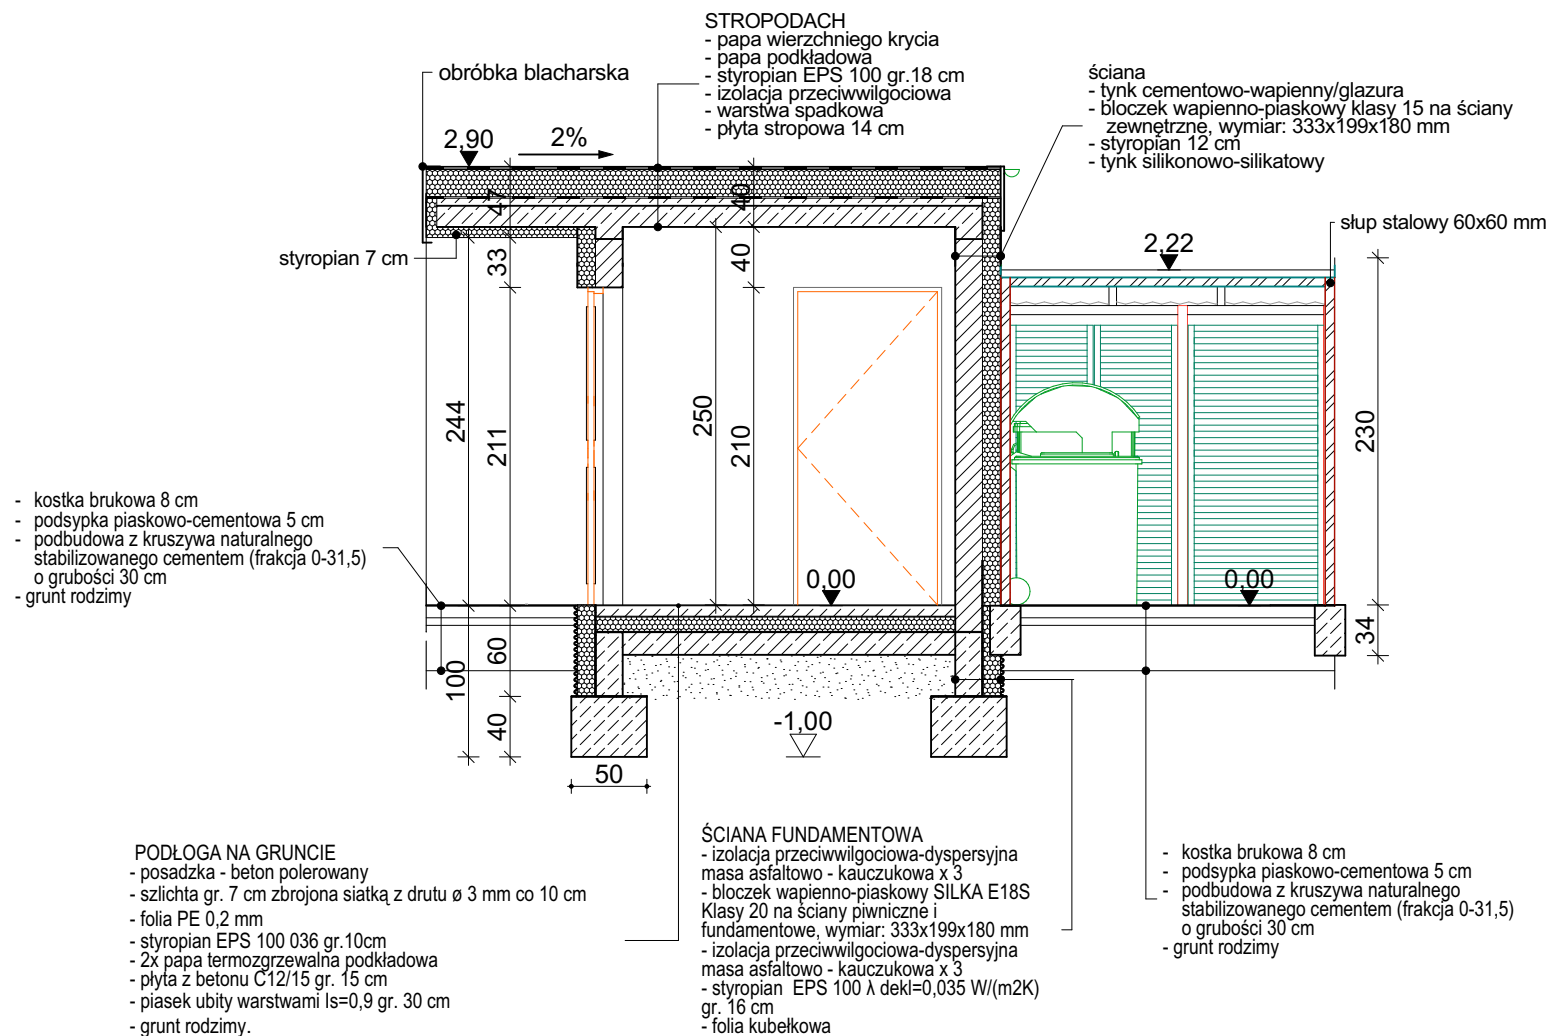 STROPODACH
- papa wierzchniego krycia
- papa podkładowa
- styropian EPS 100 gr.18 cm
- izolacja przeciwwilgociowa
- warstwa spadkowa
- płyta stropowa 14 cm
obróbka blacharska
ściana
- tynk cementowo-wapienny/glazura
- bloczek wapienno-piaskowy klasy 15 na ściany
zewnętrzne, wymiar: 333x199x180 mm
- styropian 12 cm
- tynk silikonowo-silikatowy
2,90
2%
47
40
słup stalowy 60x60 mm
styropian 7 cm
33
40
2,22
244
211
250
210
230
- kostka brukowa 8 cm
- podsypka piaskowo-cementowa 5 cm
- podbudowa z kruszywa naturalnego
stabilizowanego cementem (frakcja 0-31,5)
o grubości 30 cm
- grunt rodzimy
0,00
0,00
34
60
100
40
-1,00
50
PODŁOGA NA GRUNCIE
- posadzka - beton polerowany
- szlichta gr. 7 cm zbrojona siatką z drutu ø 3 mm co 10 cm
- folia PE 0,2 mm
- styropian EPS 100 036 gr.10cm
- 2x papa termozgrzewalna podkładowa
- płyta z betonu C12/15 gr. 15 cm
- piasek ubity warstwami Is=0,9 gr. 30 cm
- grunt rodzimy.
ŚCIANA FUNDAMENTOWA
- izolacja przeciwwilgociowa-dyspersyjna
masa asfaltowo - kauczukowa x 3
- bloczek wapienno-piaskowy SILKA E18S
Klasy 20 na ściany piwniczne i
fundamentowe, wymiar: 333x199x180 mm
- izolacja przeciwwilgociowa-dyspersyjna
masa asfaltowo - kauczukowa x 3
- styropian EPS 100 λ dekl=0,035 W/(m2K)
gr. 16 cm
- folia kubełkowa
- kostka brukowa 8 cm
- podsypka piaskowo-cementowa 5 cm
- podbudowa z kruszywa naturalnego
stabilizowanego cementem (frakcja 0-31,5)
o grubości 30 cm
- grunt rodzimy